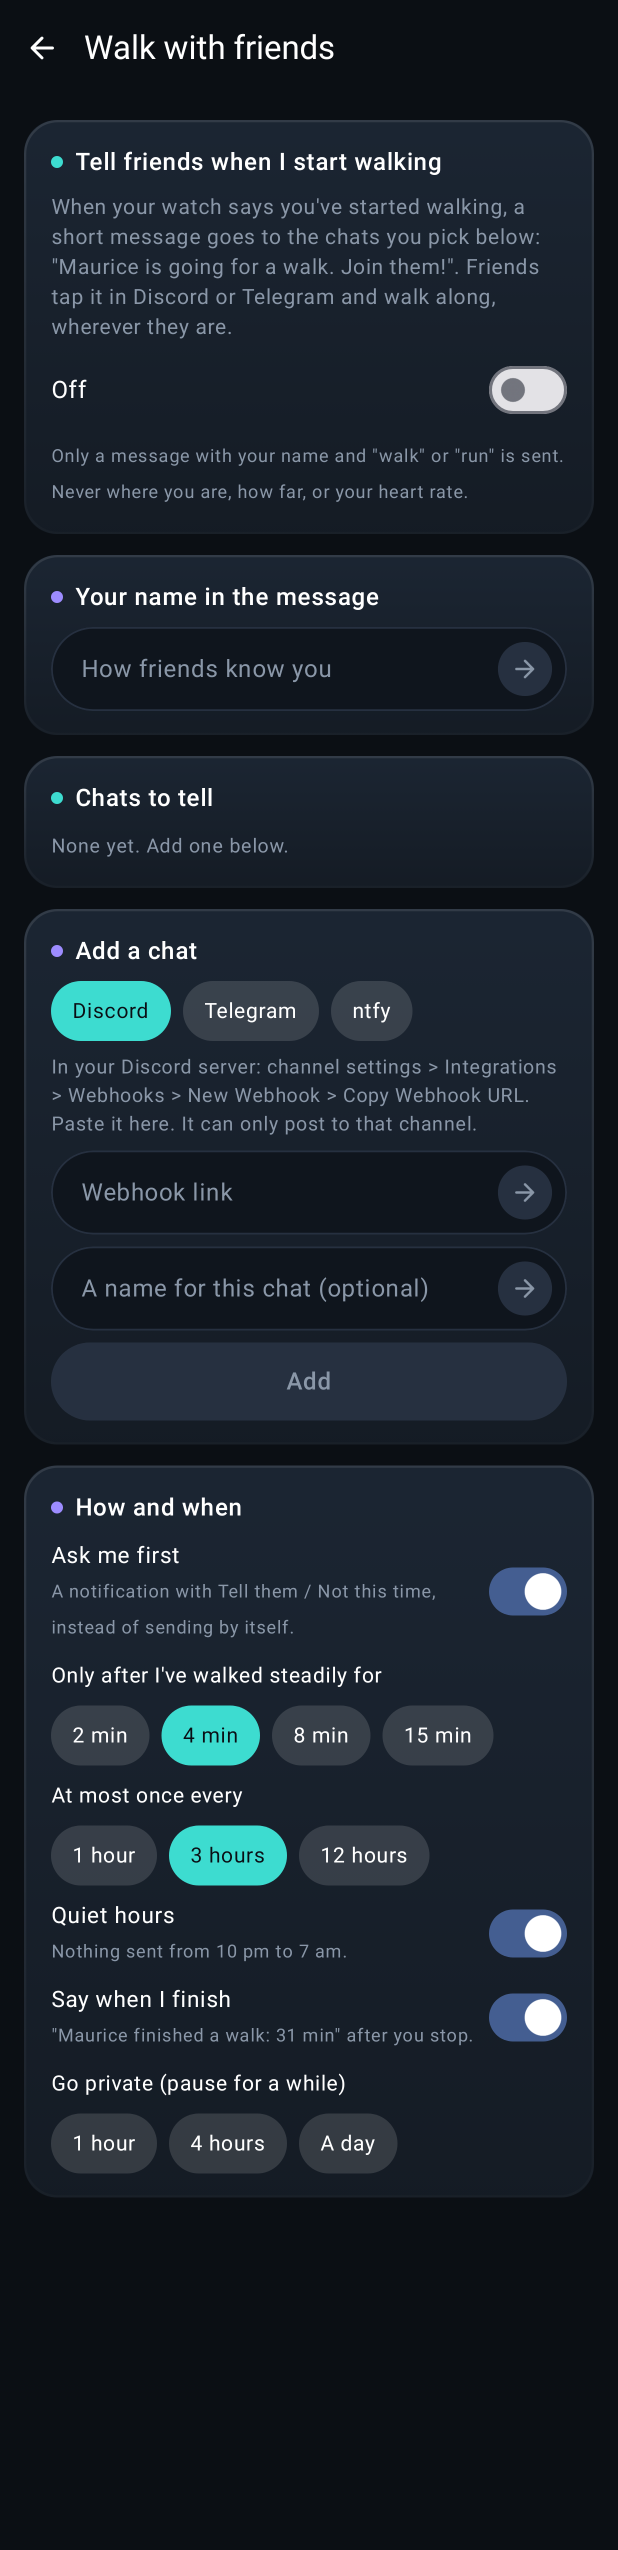 Walk with friends
Tell friends when I start walking
When your watch says you've started walking, a
short message goes to the chats you pick below:
"Maurice is going for a walk. Join them!". Friends
tap it in Discord or Telegram and walk along,
wherever they are.
Off
Only a message with your name and "walk" or "run" is sent.
Never where you are, how far, or your heart rate.
Your name in the message
How friends know you
Chats to tell
None yet. Add one below.
Add a chat
Discord Telegram ntfy
In your Discord server: channel settings > Integrations
> Webhooks > New Webhook > Copy Webhook URL.
Paste it here. It can only post to that channel.
Webhook link
A name for this chat (optional)
Add
How and when
Ask me first
A notification with Tell them / Not this time,
instead of sending by itself.
Only after I've walked steadily for
2 min 4 min 8 min 15 min
At most once every
1 hour 3 hours 12 hours
Quiet hours
Nothing sent from 10 pm to 7 am.
Say when I finish
"Maurice finished a walk: 31 min" after you stop.
Go private (pause for a while)
1 hour 4 hours A day